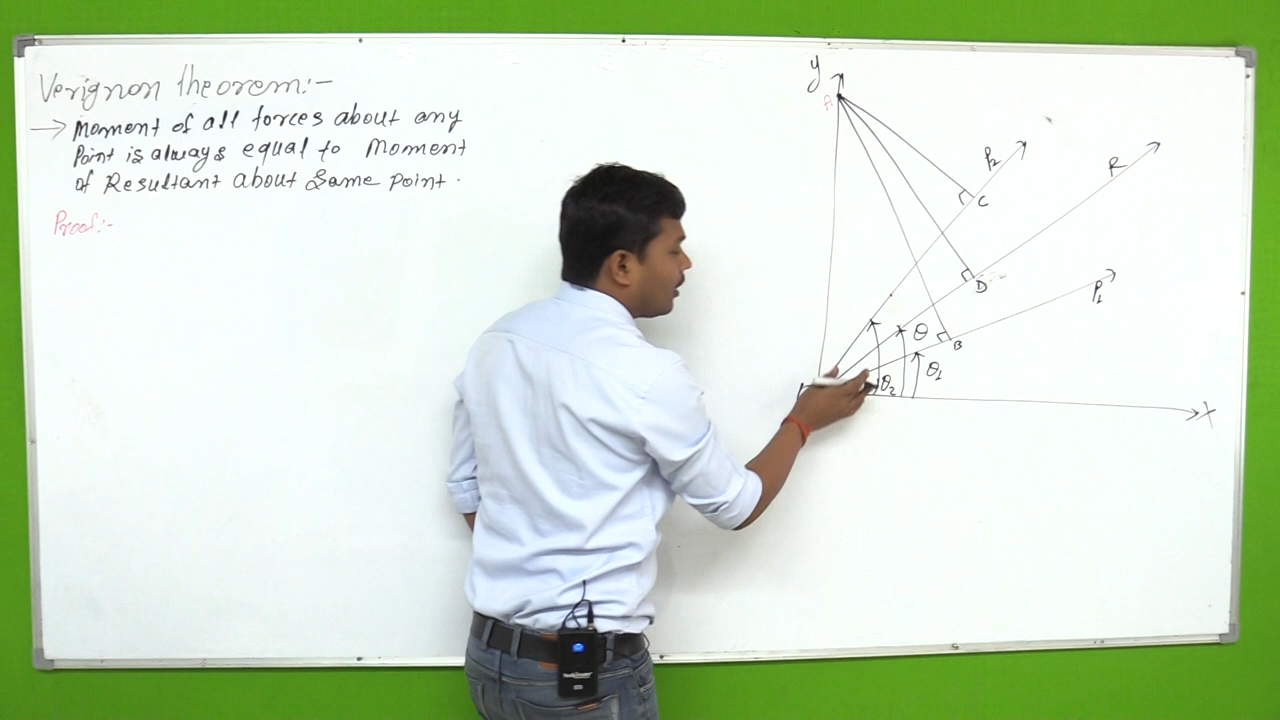 Verignon theorem:-
→ Moment of all forces about any
Point is always equal to Moment
of Resultant about Same point.
Proof:-
y
A
P₂
R
C
D
P₁
B
θ
θ₁
θ₂
X